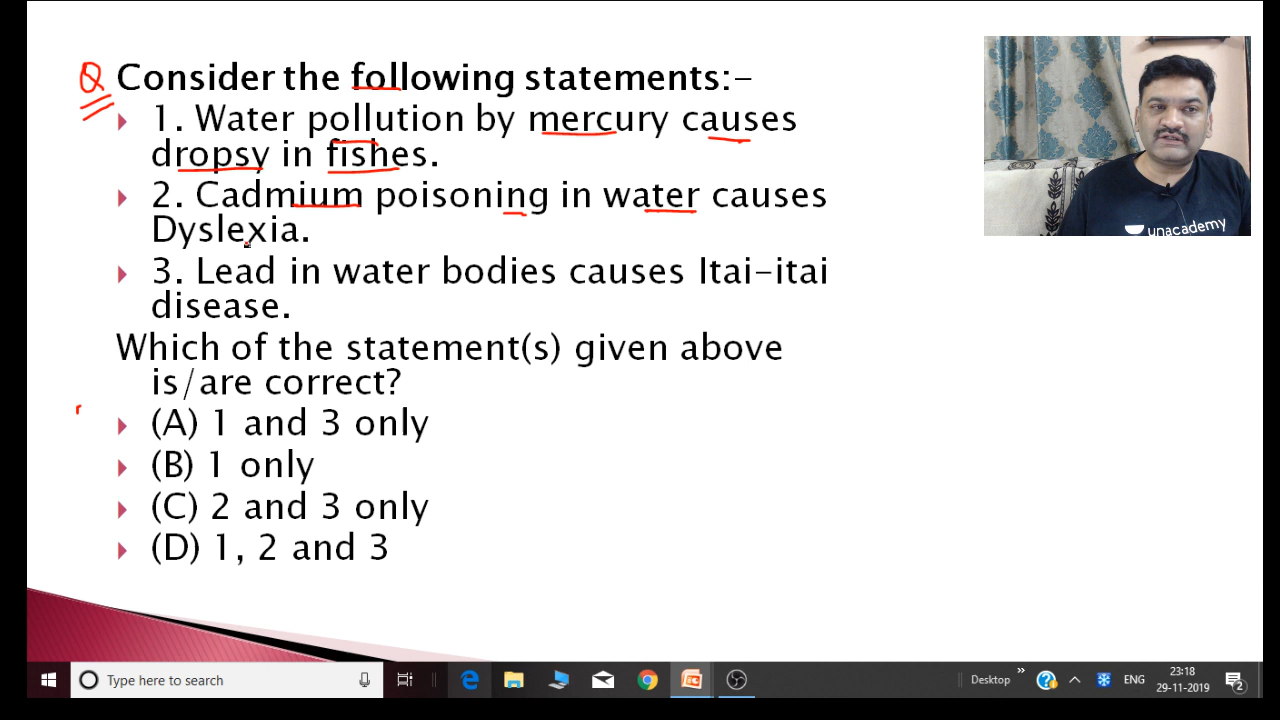 Q Consider the following statements:-
1. Water pollution by mercury causes
dropsy in fishes.
2. Cadmium poisoning in water causes
Dyslexia.
3. Lead in water bodies causes Itai-itai
disease.
Which of the statement(s) given above
is/are correct?
(A) 1 and 3 only
(B) 1 only
(C) 2 and 3 only
(D) 1, 2 and 3
unacademy
Type here to search
Desktop
ENG
23:18
29-11-2019
2